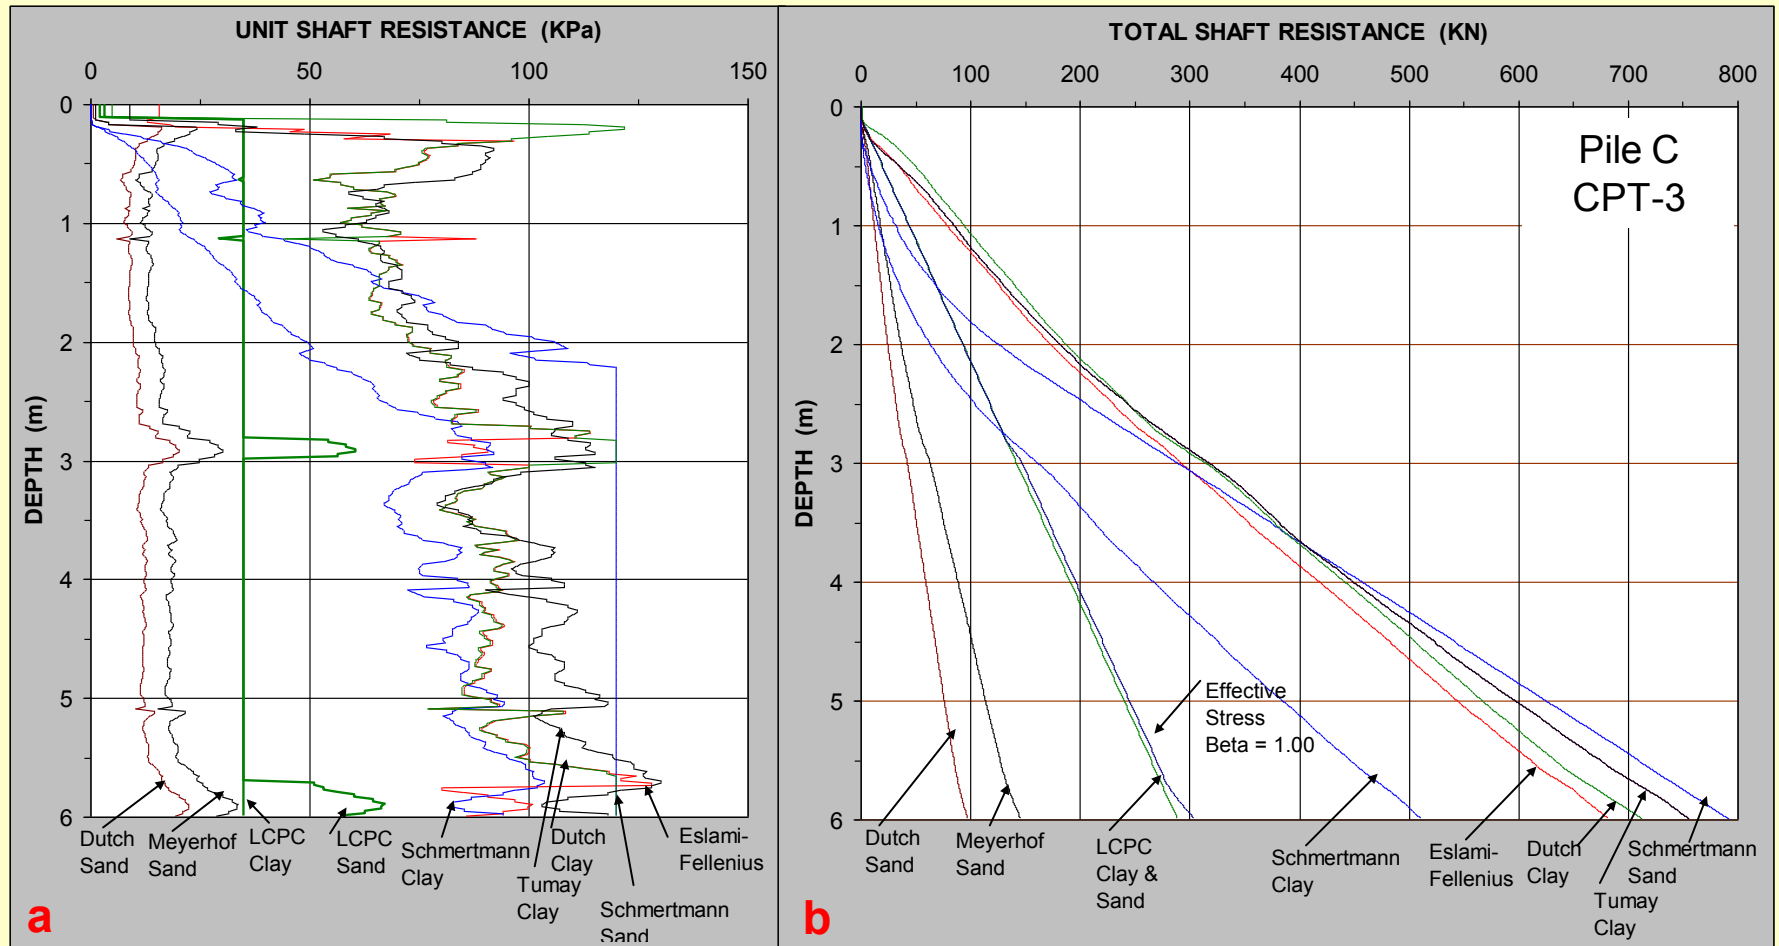 UNIT SHAFT RESISTANCE (KPa)
0 50 100 150
0
1
2
3
4
5
6
DEPTH (m)
Dutch
Sand
Meyerhof
Sand
LCPC
Clay
LCPC
Sand
Schmertmann
Clay
Tumay
Clay
Dutch
Clay
Schmertmann
Sand
Eslami-
Fellenius
a
TOTAL SHAFT RESISTANCE (KN)
0 100 200 300 400 500 600 700 800
0
1
2
3
4
5
6
DEPTH (m)
Pile C
CPT-3
Effective
Stress
Beta = 1.00
Dutch
Sand
Meyerhof
Sand
LCPC
Clay &
Sand
Schmertmann
Clay
Eslami-
Fellenius
Dutch
Clay
Tumay
Clay
Schmertmann
Sand
b